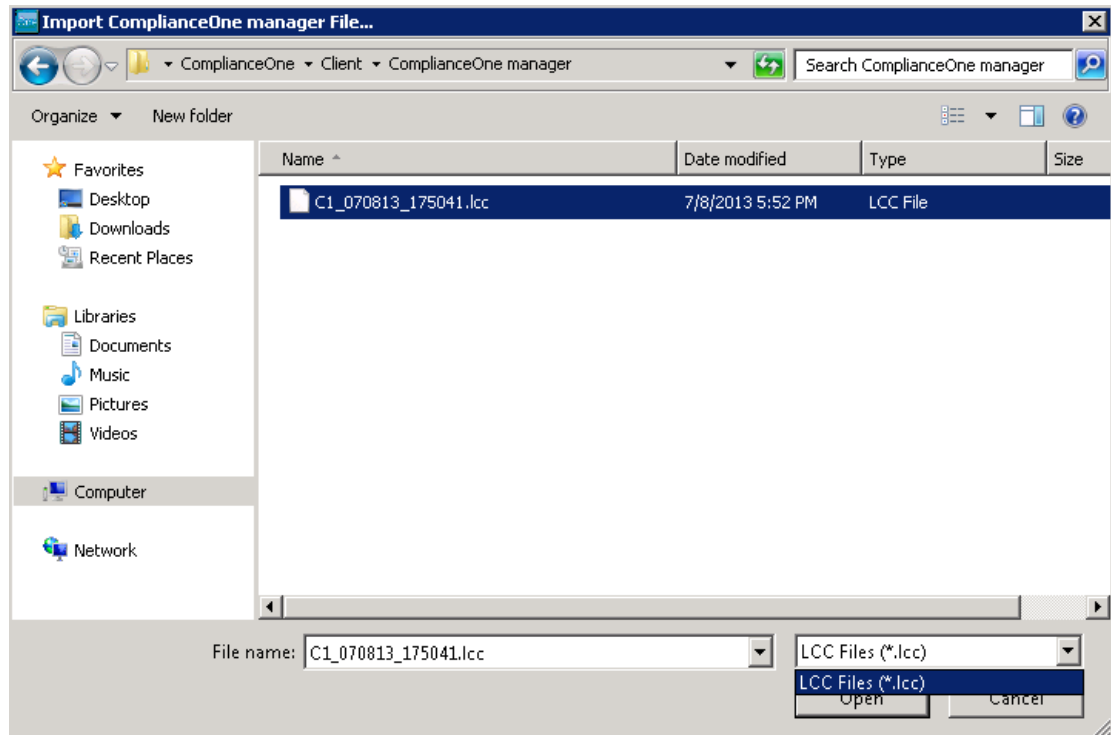 Import ComplianceOne manager File...
ComplianceOne Client ComplianceOne manager
Search ComplianceOne manager
Organize New folder
Name Date modified Type Size
C1_070813_175041.lcc 7/8/2013 5:52 PM LCC File
Favorites
Desktop
Downloads
Recent Places
Libraries
Documents
Music
Pictures
Videos
Computer
Network
File name: C1_070813_175041.lcc LCC Files (*.lcc)
LCC Files (*.lcc)
Open Cancel